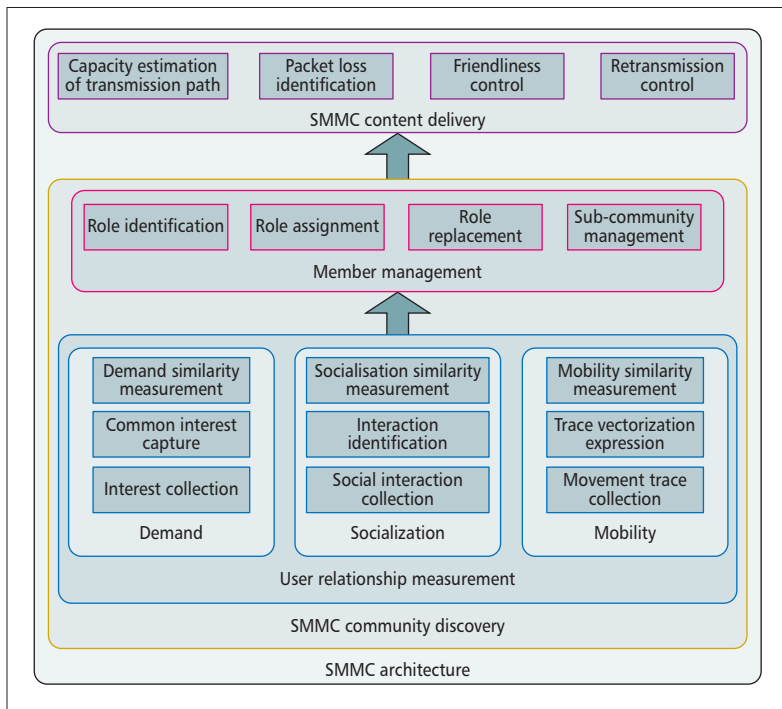 Capacity estimation
of transmission path
Packet loss
identification
Friendliness
control
Retransmission
control
SMMC content delivery
Role identification
Role assignment
Role
replacement
Sub-community
management
Member management
Demand similarity
measurement
Common interest
capture
Interest collection
Demand
Socialisation similarity
measurement
Interaction
identification
Social interaction
collection
Socialization
Mobility similarity
measurement
Trace vectorization
expression
Movement trace
collection
Mobility
User relationship measurement
SMMC community discovery
SMMC architecture